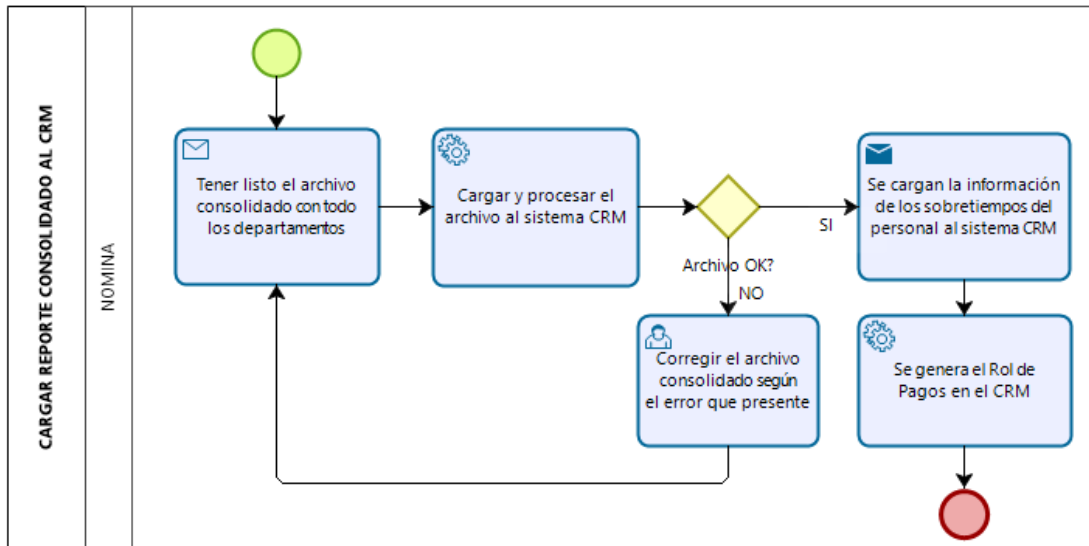 CARGAR REPORTE CONSOLIDADO AL CRM
NOMINA
Tener listo el archivo
consolidado con todo
los departamentos
Cargar y procesar el
archivo al sistema CRM
Archivo OK?
SI
NO
Se cargan la información
de los sobretiempos del
personal al sistema CRM
Corregir el archivo
consolidado según
el error que presente
Se genera el Rol de
Pagos en el CRM